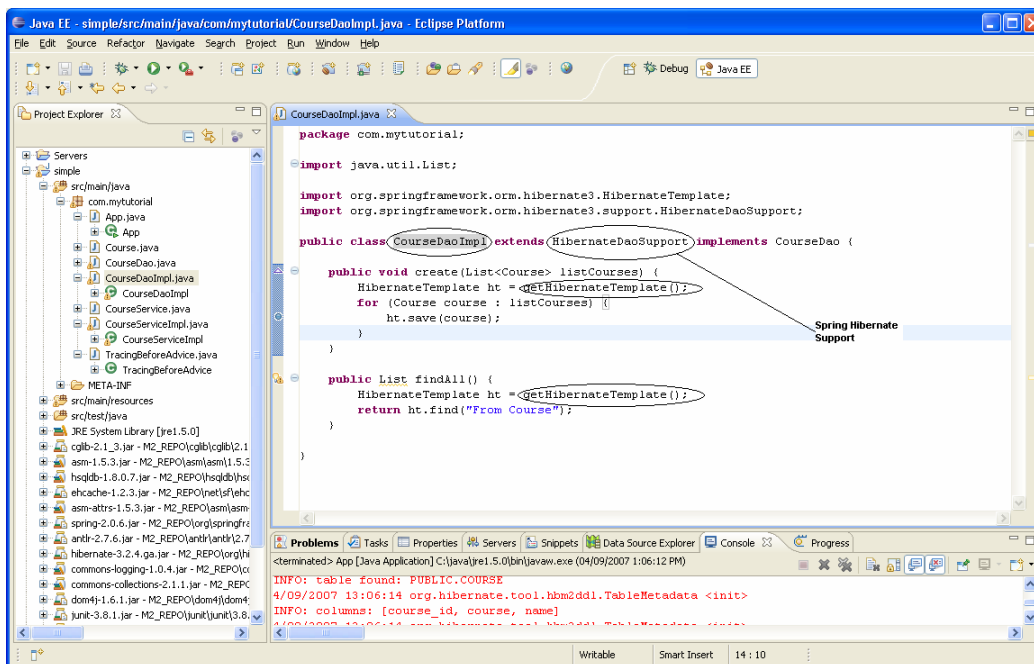 Java EE - simple/src/main/java/com/mytutorial/CourseDaoImpl.java - Eclipse Platform
File Edit Source Refactor Navigate Search Project Run Window Help
Debug Java EE
Project Explorer
Servers
simple
src/main/java
com.mytutorial
App.java
App
Course.java
CourseDao.java
CourseDaoImpl.java
CourseDaoImpl
CourseService.java
CourseServiceImpl.java
CourseServiceImpl
TracingBeforeAdvice.java
TracingBeforeAdvice
META-INF
src/main/resources
src/test/java
JRE System Library [jre1.5.0]
cglib-2.1_3.jar - M2_REPO\cglib\cglib\2.1
asm-1.5.3.jar - M2_REPO\asm\asm\1.5.3
hsqldb-1.8.0.7.jar - M2_REPO\hsqldb\hsc
ehcache-1.2.3.jar - M2_REPO\net\sf\ehc
asm-attrs-1.5.3.jar - M2_REPO\asm\asm-
spring-2.0.6.jar - M2_REPO\org\springfra
antlr-2.7.6.jar - M2_REPO\antlr\antlr\2.7
hibernate-3.2.4.ga.jar - M2_REPO\org\hi
commons-logging-1.0.4.jar - M2_REPO\co
commons-collections-2.1.1.jar - M2_REPO
dom4j-1.6.1.jar - M2_REPO\dom4j\dom4
junit-3.8.1.jar - M2_REPO\junit\junit\3.8.
CourseDaoImpl.java
package com.mytutorial;
import java.util.List;
import org.springframework.orm.hibernate3.HibernateTemplate;
import org.springframework.orm.hibernate3.support.HibernateDaoSupport;
public class CourseDaoImpl extends HibernateDaoSupport implements CourseDao {
public void create(List<Course> listCourses) {
HibernateTemplate ht = getHibernateTemplate();
for (Course course : listCourses) {
ht.save(course);
}
}
public List findAll() {
HibernateTemplate ht = getHibernateTemplate();
return ht.find("From Course");
}
}
Spring Hibernate
Support
Problems Tasks Properties Servers Snippets Data Source Explorer Console Progress
<terminated> App [Java Application] C:\java\jre1.5.0\bin\javaw.exe (04/09/2007 1:06:12 PM)
INFO: table found: PUBLIC.COURSE
4/09/2007 13:06:14 org.hibernate.tool.hbm2ddl.TableMetadata <init>
INFO: columns: [course_id, course, name]
4/09/2007 13:06:14 org.hibernate.tool.hbm2ddl.TableMetadata <init>
Writable Smart Insert 14 : 10